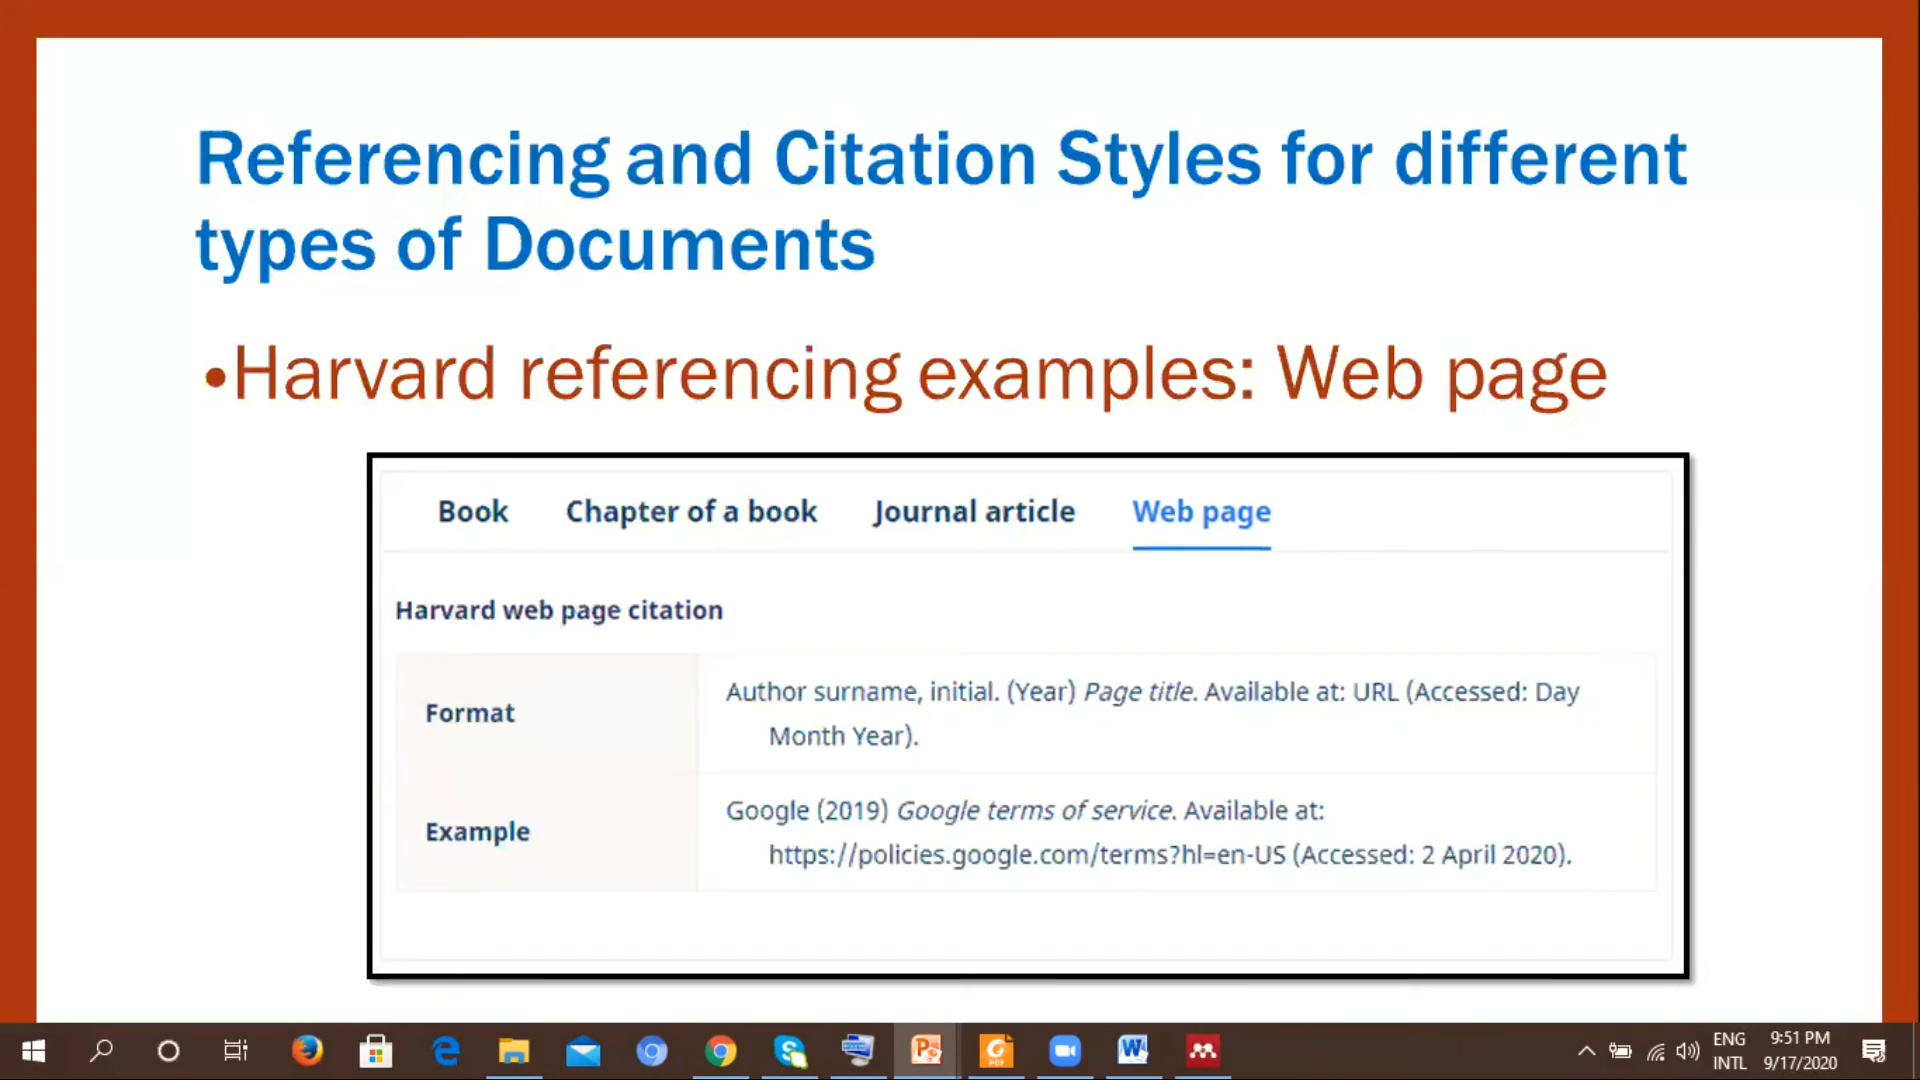 Referencing and Citation Styles for different
types of Documents
•Harvard referencing examples: Web page
Book Chapter of a book Journal article Web page
Harvard web page citation
Format
Author surname, initial. (Year) Page title. Available at: URL (Accessed: Day
Month Year).
Example
Google (2019) Google terms of service. Available at:
https://policies.google.com/terms?hl=en-US (Accessed: 2 April 2020).
ENG 9:51 PM
INTL 9/17/2020